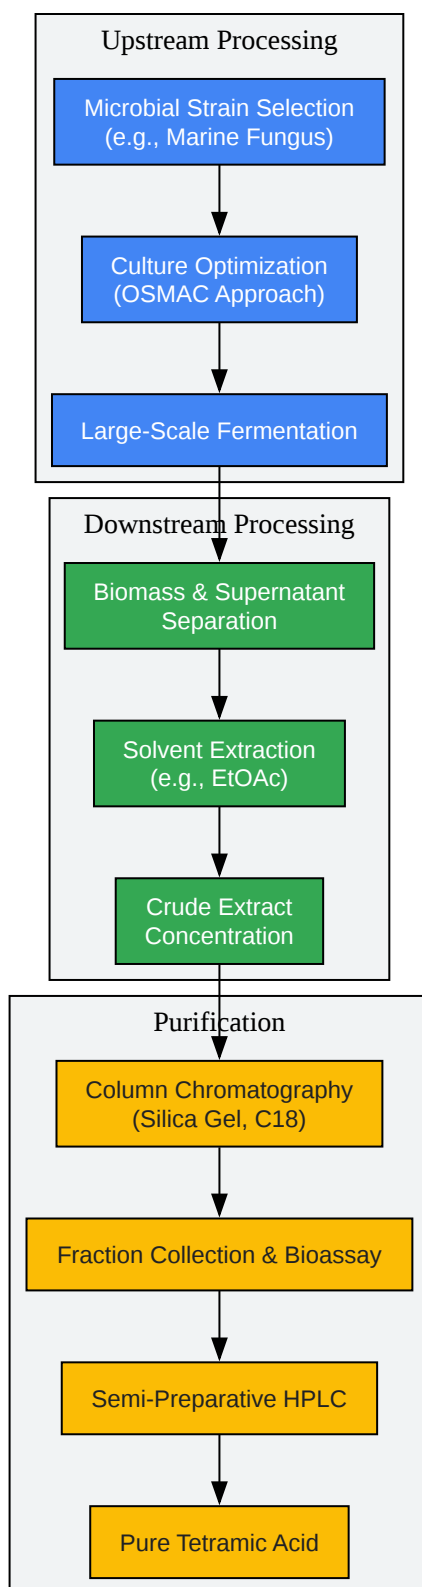 Upstream Processing
Microbial Strain Selection
(e.g., Marine Fungus)
Culture Optimization
(OSMAC Approach)
Large-Scale Fermentation
Downstream Processing
Biomass & Supernatant
Separation
Solvent Extraction
(e.g., EtOAc)
Crude Extract
Concentration
Purification
Column Chromatography
(Silica Gel, C18)
Fraction Collection & Bioassay
Semi-Preparative HPLC
Pure Tetramic Acid